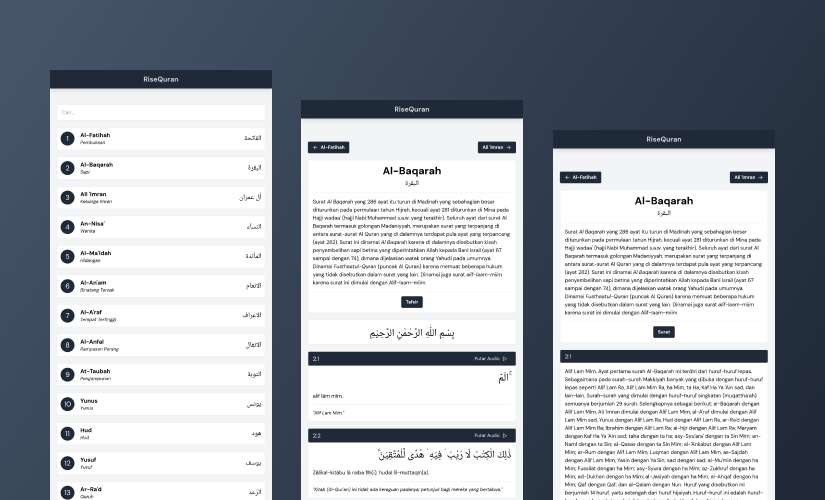 RiseQuran
Cari...
1
Al-Fatihah
Pembukaan
الفاتحة
2
Al-Baqarah
Sapi
البقرة
3
Ali 'Imran
Keluarga Imran
اٰل عمران
4
An-Nisa'
Wanita
النساۤء
5
Al-Ma'idah
Hidangan
الماۤئدة
6
Al-An'am
Binatang Ternak
الانعام
7
Al-A'raf
Tempat Tertinggi
الاعراف
8
Al-Anfal
Rampasan Perang
الانفال
9
At-Taubah
Pengampunan
التوبة
10
Yunus
Yunus
يونس
11
Hud
Hud
هود
12
Yusuf
Yusuf
يوسف
13
Ar-Ra'd
Guruh
الرّعد
RiseQuran
← Al-Fatihah
Ali 'Imran →
Al-Baqarah
البقرة
Surat Al Baqarah yang 286 ayat itu turun di Madinah yang sebahagian besar
diturunkan pada permulaan tahun Hijrah, kecuali ayat 281 diturunkan di Mina pada
Hajji wadaa' (hajji Nabi Muhammad s.a.w. yang terakhir). Seluruh ayat dari surat Al
Baqarah termasuk golongan Madaniyyah, merupakan surat yang terpanjang di
antara surat-surat Al Quran yang di dalamnya terdapat pula ayat yang terpancang
(ayat 282). Surat ini dinamai Al Baqarah karena di dalamnya disebutkan kisah
penyembelihan sapi betina yang diperintahkan Allah kepada Bani Israil (ayat 67
sampai dengan 74), dimana dijelaskan watak orang Yahudi pada umumnya.
Dinamai Fusthaatul-Quran (puncak Al Quran) karena memuat beberapa hukum
yang tidak disebutkan dalam surat yang lain. Dinamai juga surat alif-laam-miim
karena surat ini dimulai dengan Alif-laam-miim.
Tafsir
بِسْمِ اللّٰهِ الرَّحْمٰنِ الرَّحِيْمِ
2:1
Putar Audio ▷
الۤمّۤ ۚ
alif lām mīm.
"Alif Lam Mim."
2:2
Putar Audio ▷
ذٰلِكَ الْكِتٰبُ لَا رَيْبَ ۛ فِيْهِ ۛ هُدًى لِّلْمُتَّقِيْنَۙ
Żālikal-kitābu lā raiba fīh(i), hudal lil-muttaqīn(a).
"Kitab (Al-Qur'an) ini tidak ada keraguan padanya; petunjuk bagi mereka yang bertakwa,"
RiseQuran
← Al-Fatihah
Ali 'Imran →
Al-Baqarah
البقرة
Surat Al Baqarah yang 286 ayat itu turun di Madinah yang sebahagian besar
diturunkan pada permulaan tahun Hijrah, kecuali ayat 281 diturunkan di Mina pada
Hajji wadaa' (hajji Nabi Muhammad s.a.w. yang terakhir). Seluruh ayat dari surat Al
Baqarah termasuk golongan Madaniyyah, merupakan surat yang terpanjang di
antara surat-surat Al Quran yang di dalamnya terdapat pula ayat yang terpancang
(ayat 282). Surat ini dinamai Al Baqarah karena di dalamnya disebutkan kisah
penyembelihan sapi betina yang diperintahkan Allah kepada Bani Israil (ayat 67
sampai dengan 74), dimana dijelaskan watak orang Yahudi pada umumnya.
Dinamai Fusthaatul-Quran (puncak Al Quran) karena memuat beberapa hukum
yang tidak disebutkan dalam surat yang lain. Dinamai juga surat alif-laam-miim
karena surat ini dimulai dengan Alif-laam-miim.
Surat
2:1
Alif Lam Mim. Ayat pertama surah Al-Baqarah ini terdiri dari huruf-huruf lepas.
Sebagaimana pada surah-surah Makkiyah banyak yang dibuka dengan huruf-huruf
lepas seperti Alif Lam Ra, Alif Lam Mim Ra, ha Mim, ta Ha, Kaf Ha Ya 'Ain sad, dan
lain-lain. Surah-surah yang dimulai dengan huruf-huruf singkatan (muqatta'ah)
semuanya berjumlah 29 surah. Selengkapnya sebagai berikut: al-Baqarah dengan
Alif Lam Mim, Ali 'Imran dimulai dengan Alif Lam Mim, al-A'raf dimulai dengan Alif
Lam Mim sad, Yunus dengan Alif Lam Ra, Hud dengan Alif Lam Ra, ar-Ra'd dengan
Alif Lam Mim Ra; Ibrahim dengan Alif Lam Ra; al-hijr dengan Alif Lam Ra; Maryam
dengan Kaf Ha Ya 'Ain sad; taha dengan ta ha; asy-Syu'ara' dengan ta Sin Mim; an-
Naml dengan ta Sin; al-Qasas dengan ta Sin Mim; al-'Ankabut dengan Alif Lam
Mim; ar-Rum dengan Alif Lam Mim, Luqman dengan Alif Lam Mim, as-Sajdah
dengan Alif Lam Mim, Yasin dengan Ya Sin; sad dengan sad; al-Mu'min dengan ha
Mim; Fussilat dengan ha Mim; asy-Syura dengan ha Mim; az-Zukhruf dengan ha
Mim; ad-Dukhan dengan ha Mim; al-Jasiyah dengan ha Mim; al-Ahqaf dengan ha
Mim; Qaf dengan Qaf; dan al-Qalam dengan Nun. Huruf yang disebutkan ini
berjumlah 14 huruf, yaitu setengah dari huruf hijaiyah. Huruf-huruf hijaiyah ini ada